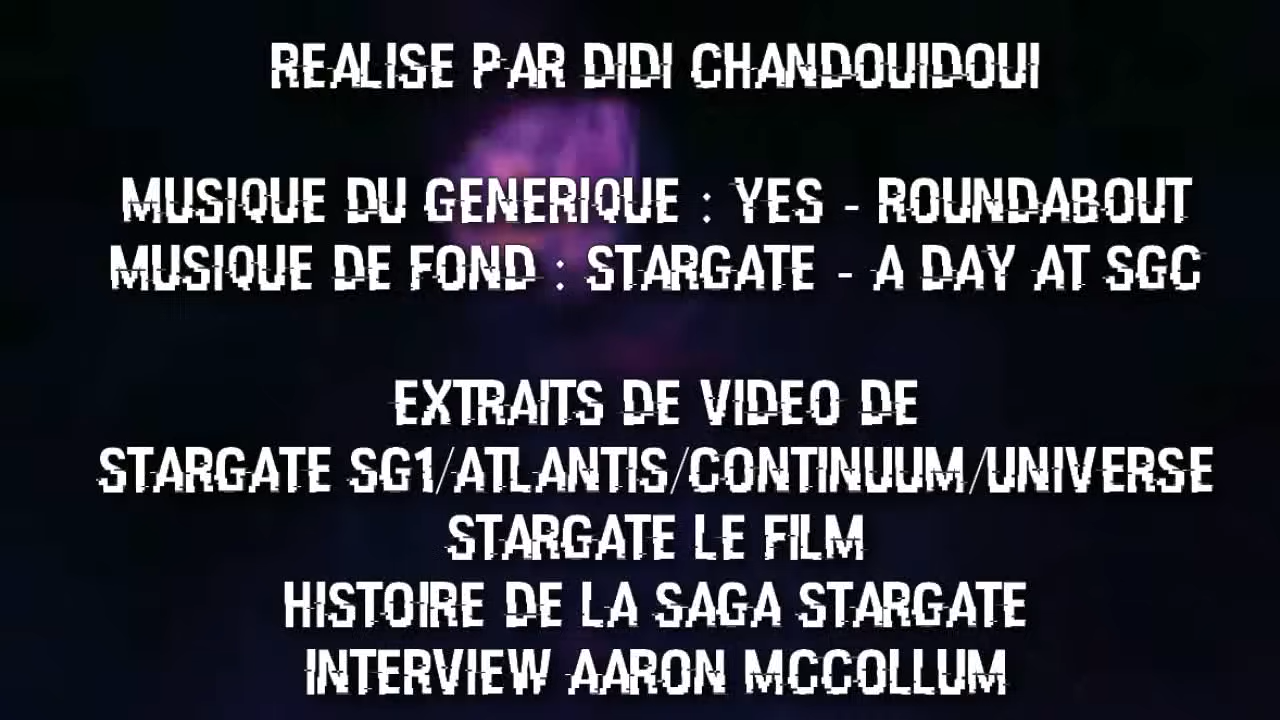 REALISE PAR DIDI CHANDOUIDOUI
MUSIQUE DU GENERIQUE : YES - ROUNDABOUT
MUSIQUE DE FOND : STARGATE - A DAY AT SGC
EXTRAITS DE VIDEO DE
STARGATE SG1/ATLANTIS/CONTINUUM/UNIVERSE
STARGATE LE FILM
HISTOIRE DE LA SAGA STARGATE
INTERVIEW AARON MCCOLLUM